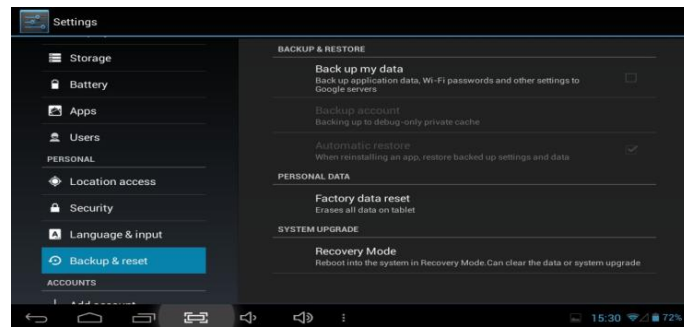 Settings
Storage
Battery
Apps
Users
PERSONAL
Location access
Security
Language & input
Backup & reset
ACCOUNTS
Add account
BACKUP & RESTORE
Back up my data
Back up application data, Wi-Fi passwords and other settings to
Google servers
Backup account
Backing up to debug-only private cache
Automatic restore
When reinstalling an app, restore backed up settings and data
PERSONAL DATA
Factory data reset
Erases all data on tablet
SYSTEM UPGRADE
Recovery Mode
Reboot into the system in Recovery Mode.Can clear the data or system upgrade
15:30
72%